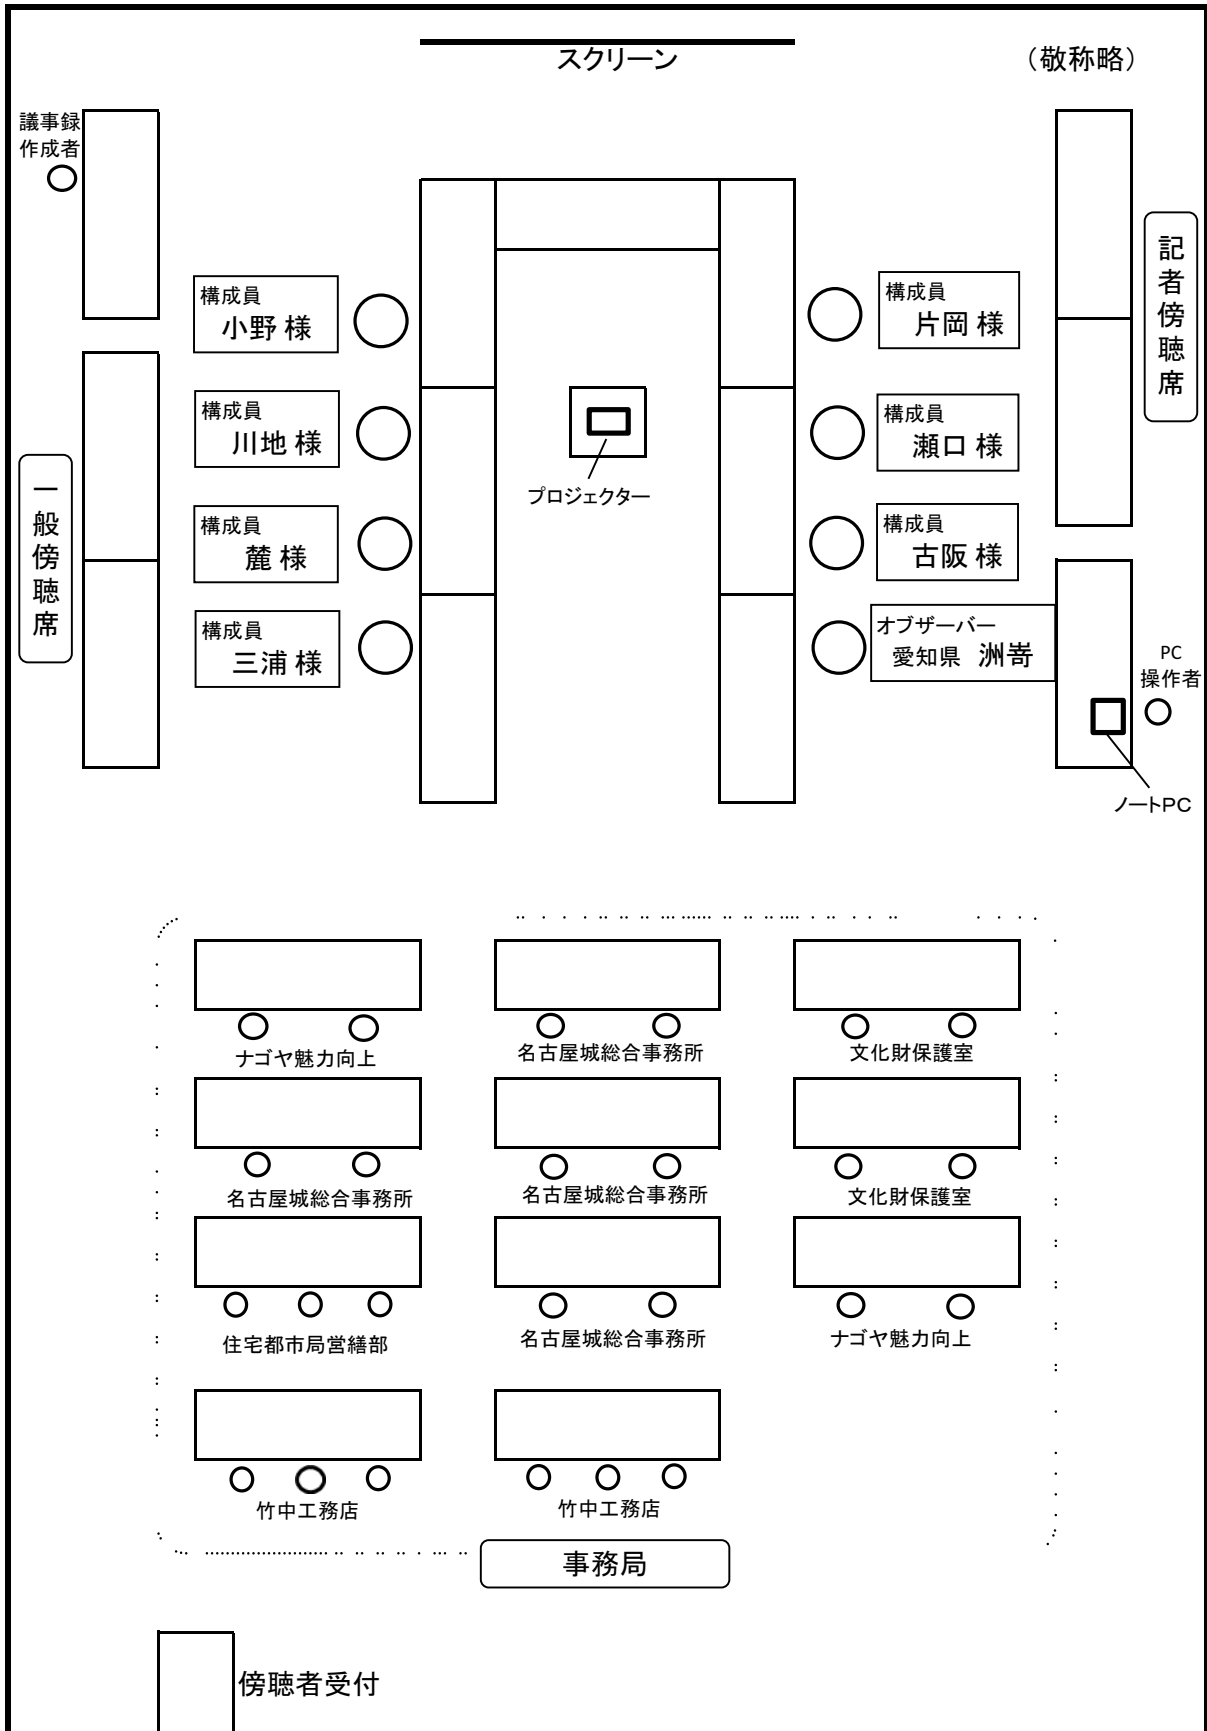 スクリーン
（敬称略）
議事録
作成者
記者傍聴席
構成員
小野 様
構成員
片岡 様
構成員
川地 様
構成員
瀬口 様
プロジェクター
一般傍聴席
構成員
麓 様
構成員
古阪 様
構成員
三浦 様
オブザーバー
愛知県 洲嵜
PC
操作者
ノートPC
ナゴヤ魅力向上
名古屋城総合事務所
文化財保護室
名古屋城総合事務所
名古屋城総合事務所
文化財保護室
住宅都市局営繕部
名古屋城総合事務所
ナゴヤ魅力向上
竹中工務店
竹中工務店
事務局
傍聴者受付